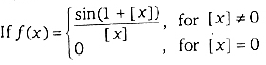 If f(x) = { sin(1 + [x]) / [x], for [x] ≠ 0
0, for [x] = 0